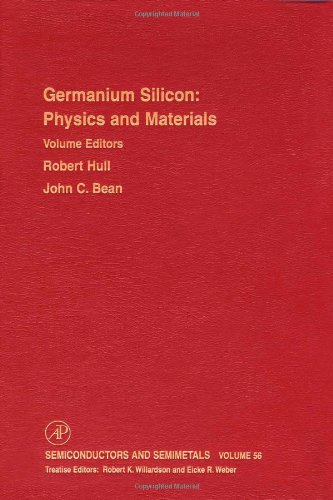 Germanium Silicon:
Physics and Materials
Volume Editors
Robert Hull
John C. Bean
AP
SEMICONDUCTORS AND SEMIMETALS VOLUME 56
Treatise Editors: Robert K. Willardson and Eicke R. Weber